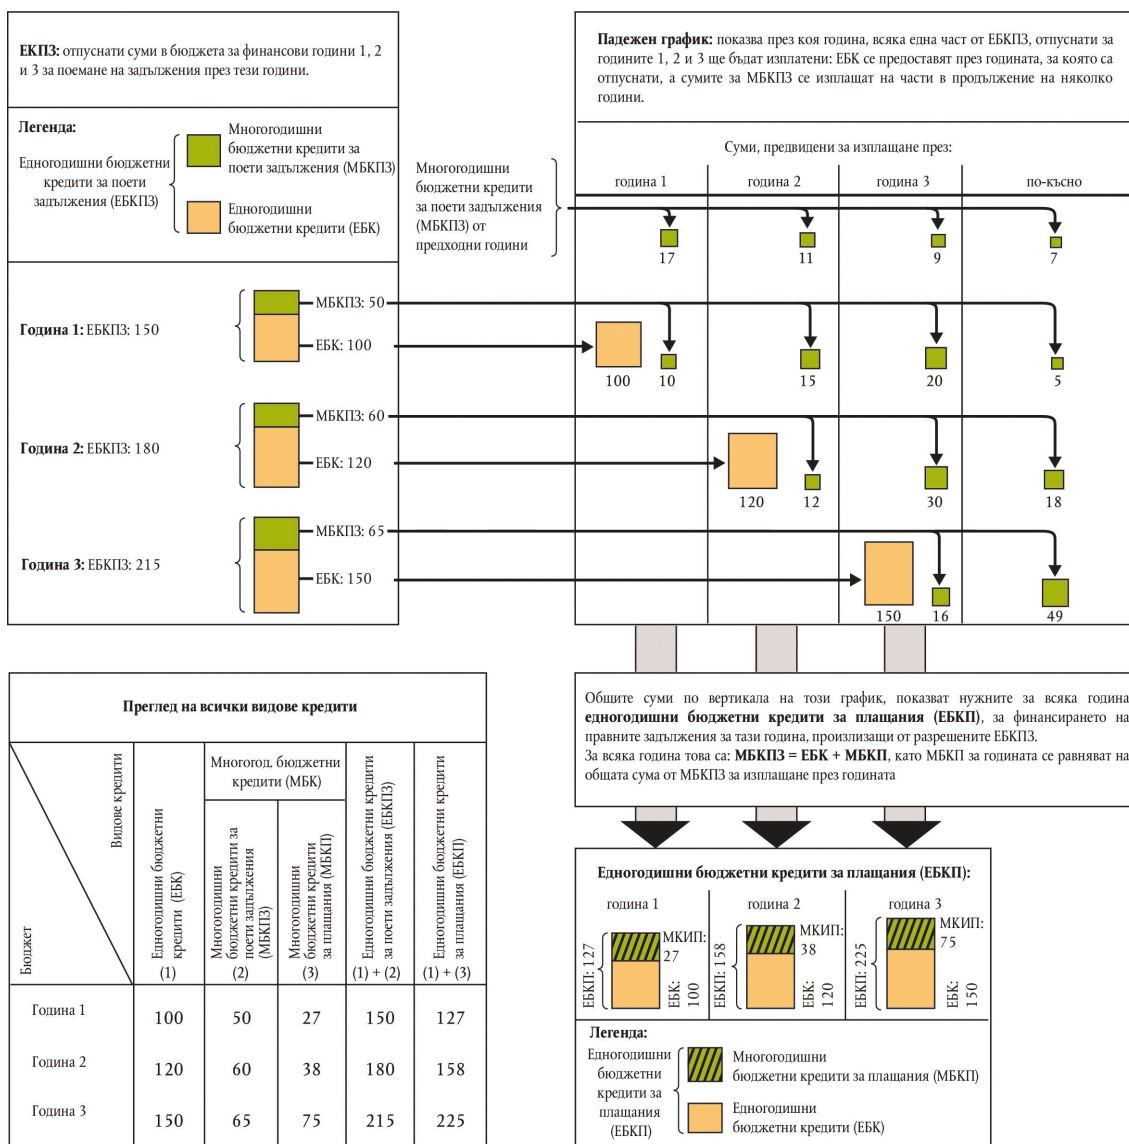 ЕКПЗ: отпуснати суми в бюджета за финансови години 1, 2
и 3 за поемане на задължения през тези години.
Легенда:
Едногодишни бюджетни
кредити за поети
задължения (ЕБКПЗ)
Многогодишни
бюджетни кредити за
поети задължения (МБКПЗ)
Едногодишни
бюджетни кредити (ЕБК)
Падежен график: показва през коя година, всяка една част от ЕБКПЗ, отпуснати за
годините 1, 2 и 3 ще бъдат изплатени: ЕБК се предоставят през годината, за която са
отпуснати, а сумите за МБКПЗ се изплащат на части в продължение на няколко
години.
Суми, предвидени за изплащане през:
година 1
година 2
година 3
по-късно
Многогодишни
бюджетни кредити
за поети задължения
(МБКПЗ) от
предходни години
17
11
9
7
Година 1: ЕБКПЗ: 150
МБКПЗ: 50
ЕБК: 100
100
10
15
20
5
Година 2: ЕБКПЗ: 180
МБКПЗ: 60
ЕБК: 120
120
12
30
18
Година 3: ЕБКПЗ: 215
МБКПЗ: 65
ЕБК: 150
150
16
49
Преглед на всички видове кредити
Бюджет
Видове кредити
Едногодишни бюджетни
кредити (ЕБК)
(1)
Многогод. бюджетни
кредити (МБК)
Многогодишни
бюджетни кредити за
поети задължения
(МБКПЗ)
(2)
Многогодишни
бюджетни кредити
за плащания (МБКП)
(3)
Едногодишни бюджетни кредити
за поети задължения (ЕБКПЗ)
(1) + (2)
Едногодишни бюджетни кредити
за плащания (ЕБКП)
(1) + (3)
Година 1
100
50
27
150
127
Година 2
120
60
38
180
158
Година 3
150
65
75
215
225
Общите суми по вертикала на този график, показват нужните за всяка година
едногодишни бюджетни кредити за плащания (ЕБКП), за финансирането на
правните задължения за тази година, произлизащи от разрешените ЕБКПЗ.
За всяка година това са: МБКПЗ = ЕБК + МБКП, като МБКП за годината се равняват на
общата сума от МБКПЗ за изплащане през годината
Едногодишни бюджетни кредити за плащания (ЕБКП):
година 1
ЕБКП: 127
МКИП:
27
ЕБК:
100
година 2
ЕБКП: 158
МКИП:
38
ЕБК:
120
година 3
ЕБКП: 225
МКИП:
75
ЕБК:
150
Легенда:
Едногодишни
бюджетни
кредити за
плащания
(ЕБКП)
Многогодишни
бюджетни кредити за плащания (МБКП)
Едногодишни
бюджетни кредити (ЕБК)